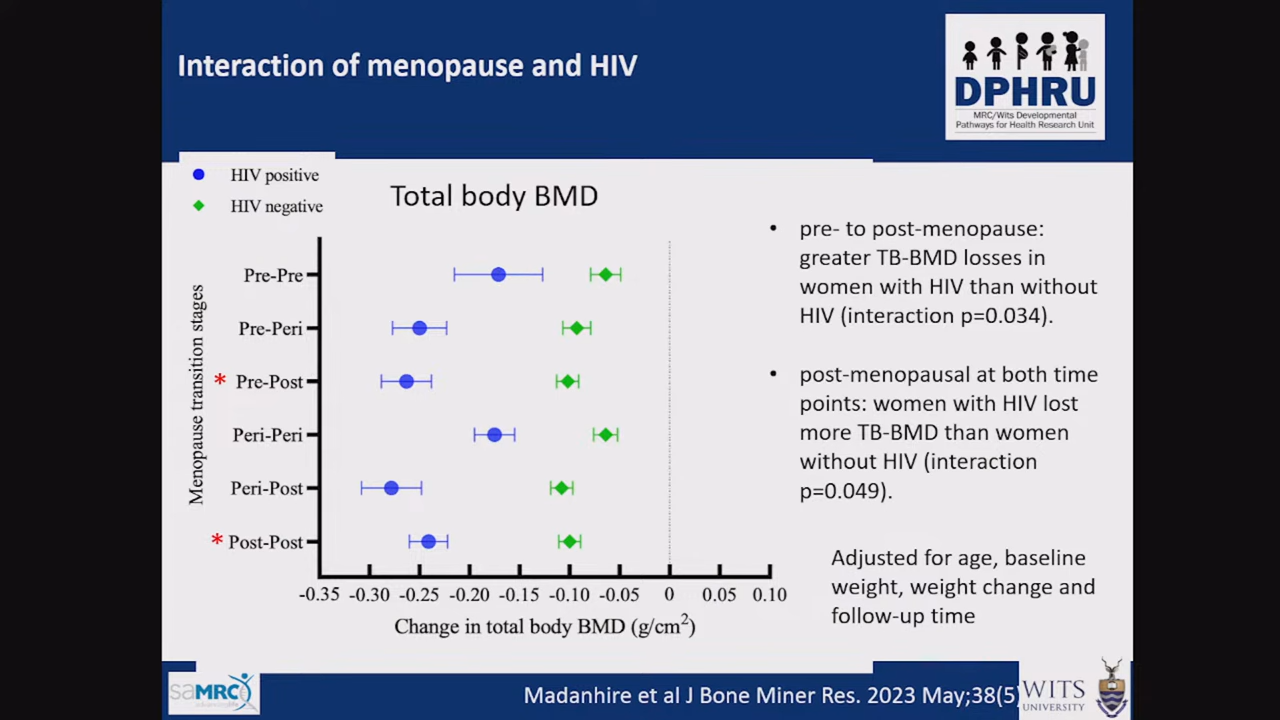 Interaction of menopause and HIV
DPHRU
MRC/Wits Developmental
Pathways for Health Research Unit
HIV positive
HIV negative
Total body BMD
Menopause transition stages
Pre-Pre
Pre-Peri
* Pre-Post
Peri-Peri
Peri-Post
* Post-Post
-0.35 -0.30 -0.25 -0.20 -0.15 -0.10 -0.05 0 0.05 0.10
Change in total body BMD (g/cm²)
• pre- to post-menopause:
greater TB-BMD losses in
women with HIV than without
HIV (interaction p=0.034).
• post-menopausal at both time
points: women with HIV lost
more TB-BMD than women
without HIV (interaction
p=0.049).
Adjusted for age, baseline
weight, weight change and
follow-up time
saMRC
Madanhire et al J Bone Miner Res. 2023 May;38(5)
WITS
UNIVERSITY